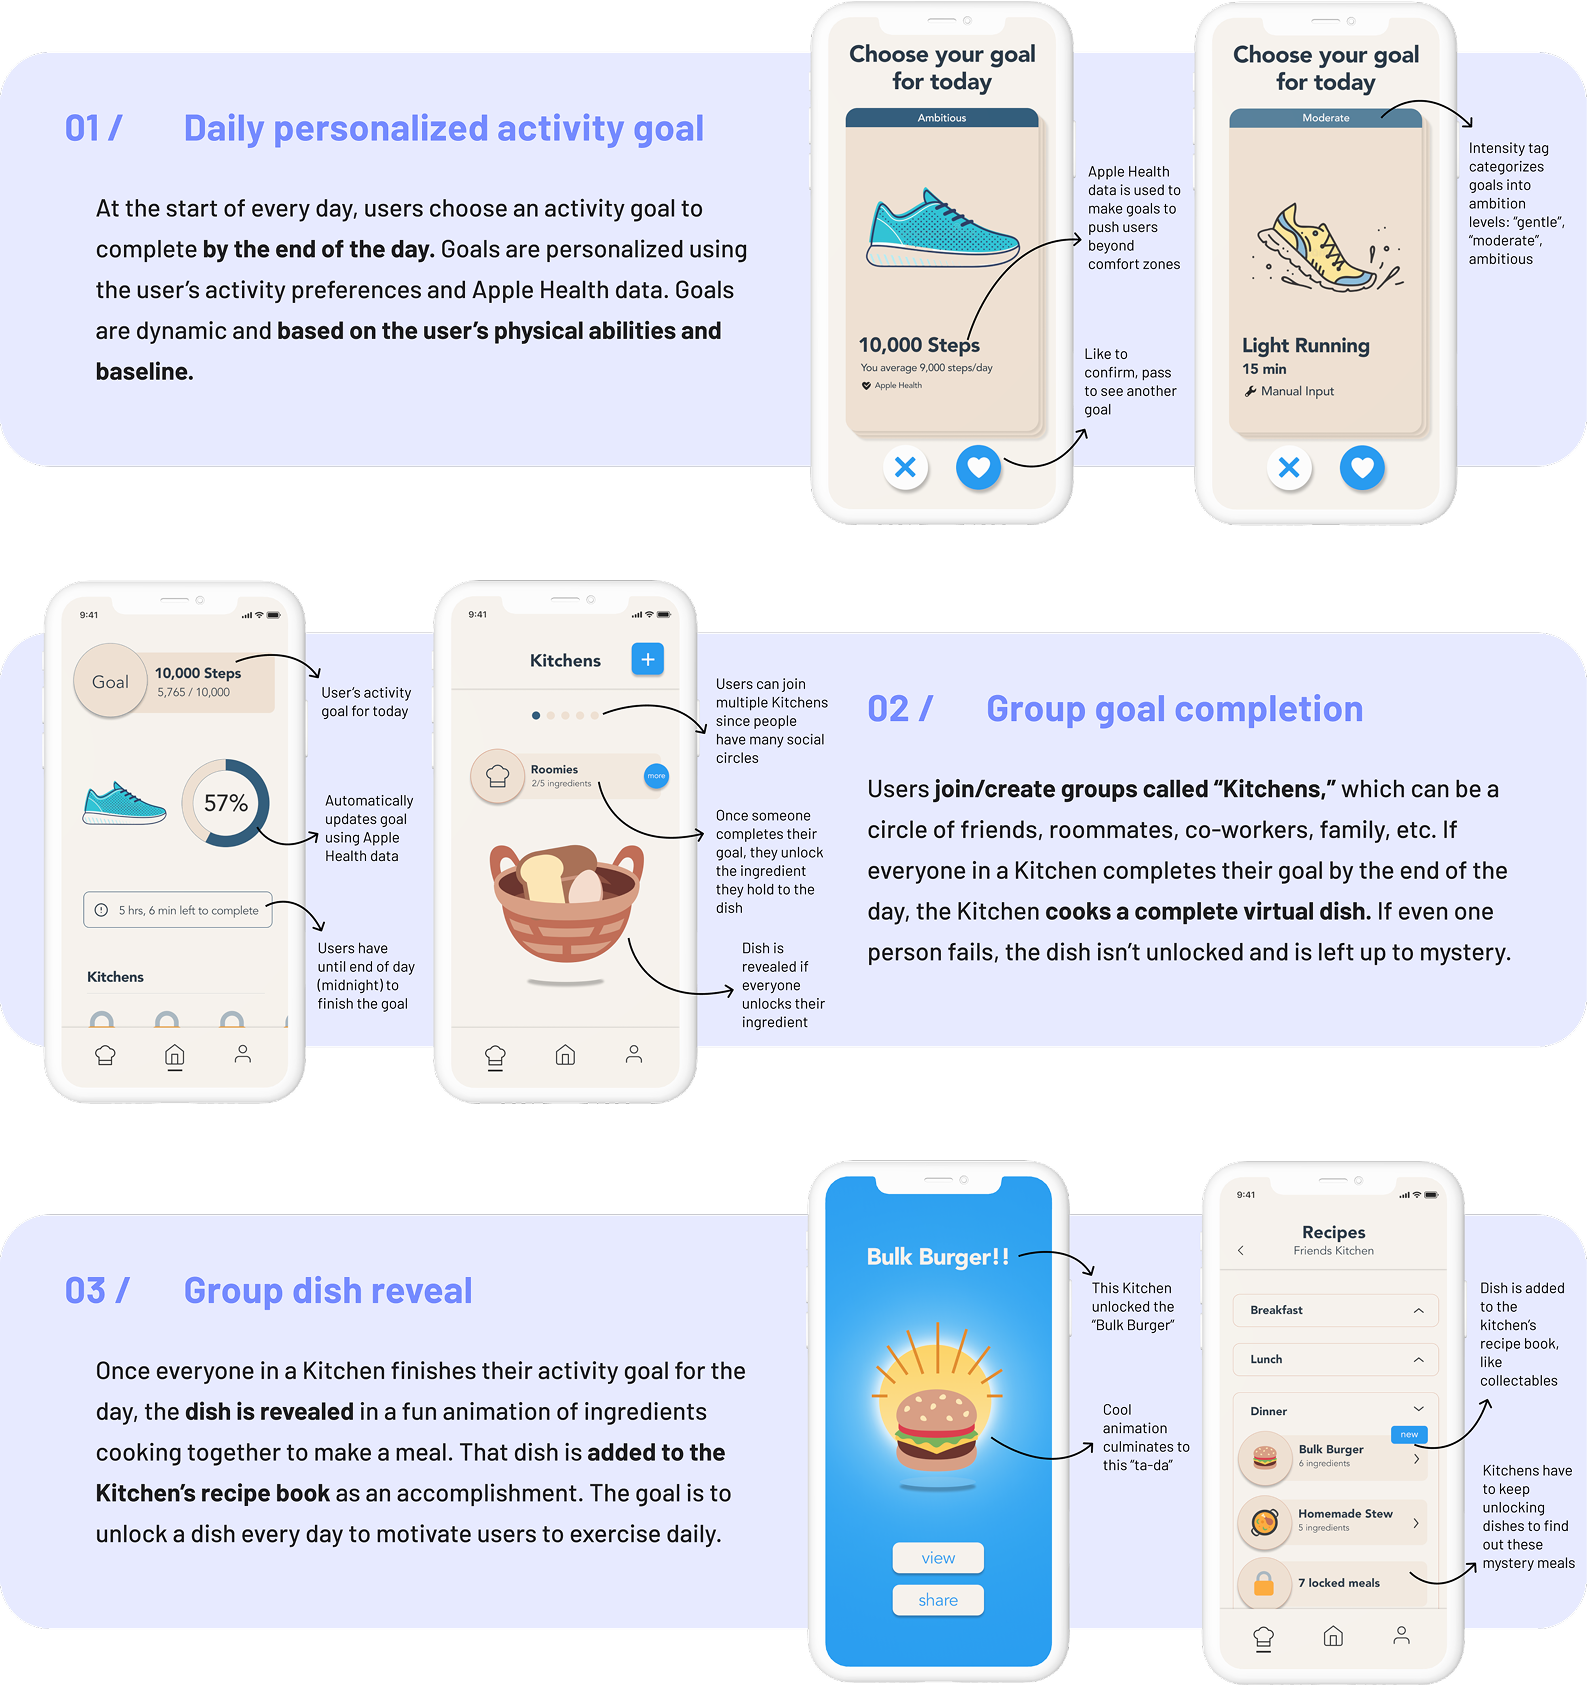 01 /
Daily personalized activity goal
At the start of every day, users choose an activity goal to
complete by the end of the day. Goals are personalized using
the user's activity preferences and Apple Health data. Goals
are dynamic and based on the user's physical abilities and
baseline.
Choose your goal
for today
Ambitious
10,000 Steps
You average 9,000 steps/day
Apple Health
Apple Health
data is used to
make goals to
push users
beyond
comfort zones
Like to
confirm, pass
to see another
goal
Choose your goal
for today
Moderate
Light Running
15 min
Manual Input
Intensity tag
categorizes
goals into
ambition
levels: "gentle",
"moderate",
ambitious
9:41
Goal
10,000 Steps
5,765 / 10,000
57%
5 hrs, 6 min left to complete
Kitchens
User's activity
goal for today
Automatically
updates goal
using Apple
Health data
Users have
until end of day
(midnight) to
finish the goal
9:41
Kitchens
+
Roomies
2/5 ingredients
more
Users can join
multiple Kitchens
since people
have many social
circles
Once someone
completes their
goal, they unlock
the ingredient
they hold to the
dish
Dish is
revealed if
everyone
unlocks their
ingredient
02 /
Group goal completion
Users join/create groups called “Kitchens,” which can be a
circle of friends, roommates, co-workers, family, etc. If
everyone in a Kitchen completes their goal by the end of the
day, the Kitchen cooks a complete virtual dish. If even one
person fails, the dish isn't unlocked and is left up to mystery.
03 /
Group dish reveal
Once everyone in a Kitchen finishes their activity goal for the
day, the dish is revealed in a fun animation of ingredients
cooking together to make a meal. That dish is added to the
Kitchen's recipe book as an accomplishment. The goal is to
unlock a dish every day to motivate users to exercise daily.
Bulk Burger!!
view
share
This Kitchen
unlocked the
"Bulk Burger"
Cool
animation
culminates to
this "ta-da"
9:41
Recipes
Friends Kitchen
Breakfast
Lunch
Dinner
new
Bulk Burger
6 ingredients
Homemade Stew
5 ingredients
7 locked meals
Dish is added
to the
kitchen's
recipe book,
like
collectables
Kitchens have
to keep
unlocking
dishes to find
out these
mystery meals